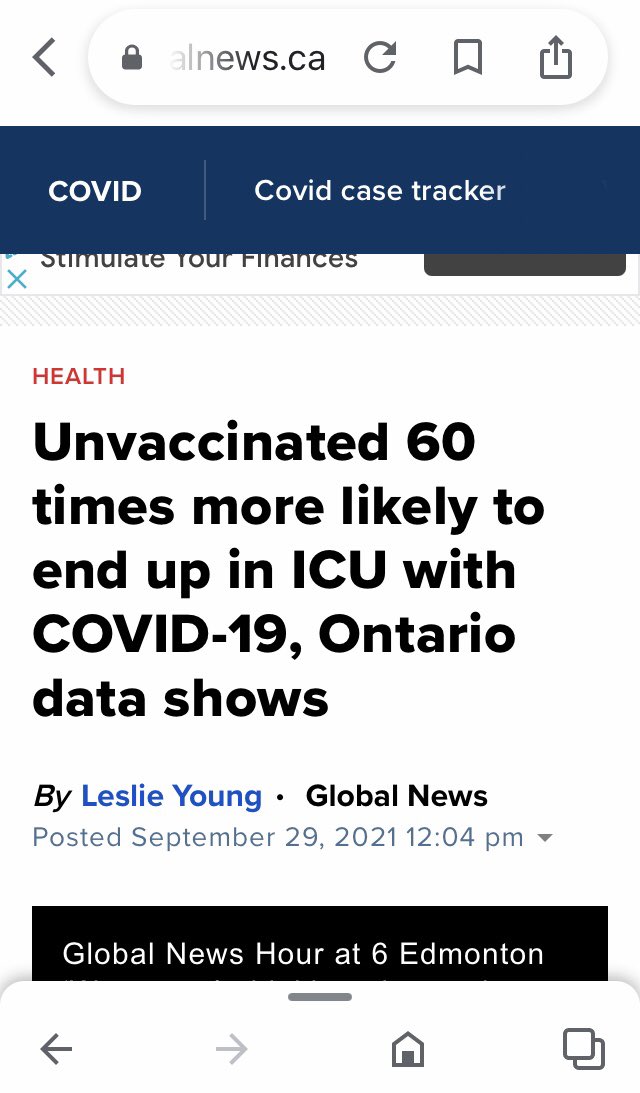 alnews.ca
COVID
Covid case tracker
Stimulate Your Finances
HEALTH
Unvaccinated 60
times more likely to
end up in ICU with
COVID-19, Ontario
data shows
By Leslie Young • Global News
Posted September 29, 2021 12:04 pm
Global News Hour at 6 Edmonton